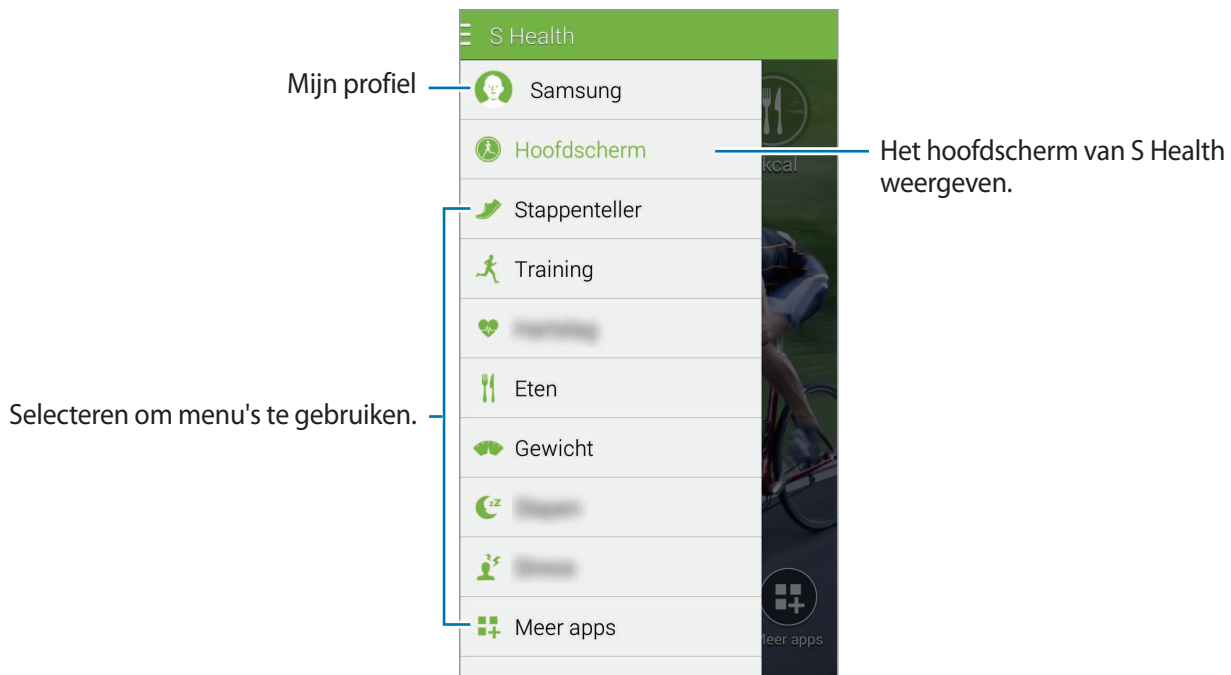 S Health
Mijn profiel
Samsung
Hoofdscherm
Het hoofdscherm van S Health
weergeven.
kcal
Stappenteller
Training
Eten
Selecteren om menu's te gebruiken.
Gewicht
Meer apps
Meer apps